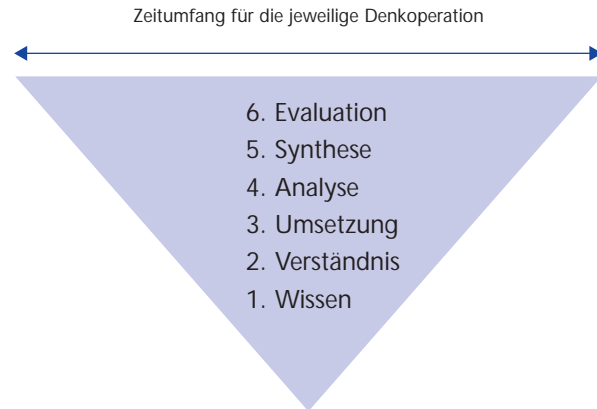 Zeitumfang für die jeweilige Denkoperation
6. Evaluation
5. Synthese
4. Analyse
3. Umsetzung
2. Verständnis
1. Wissen